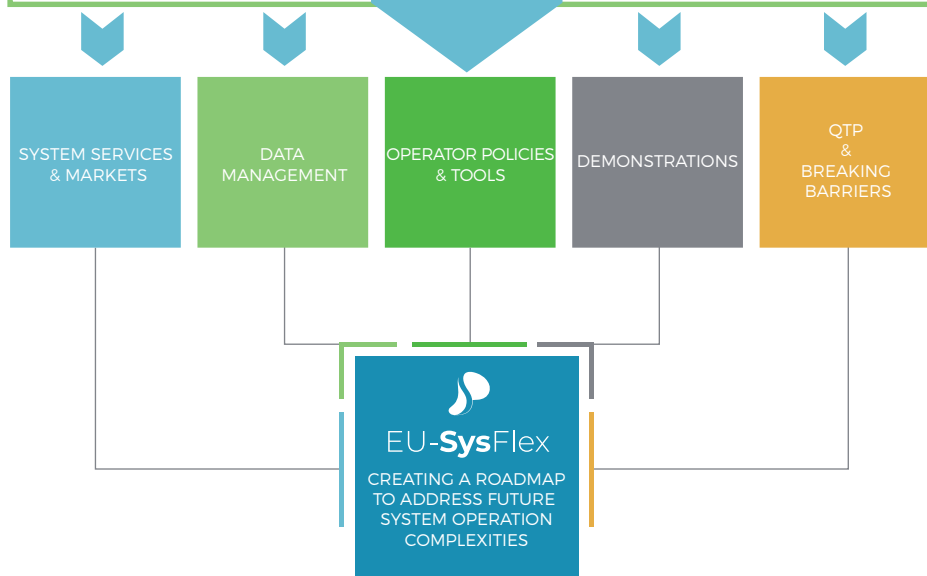 SYSTEM SERVICES
& MARKETS
DATA
MANAGEMENT
OPERATOR POLICIES
& TOOLS
DEMONSTRATIONS
QTP
&
BREAKING
BARRIERS
EU-SysFlex
CREATING A ROADMAP
TO ADDRESS FUTURE
SYSTEM OPERATION
COMPLEXITIES